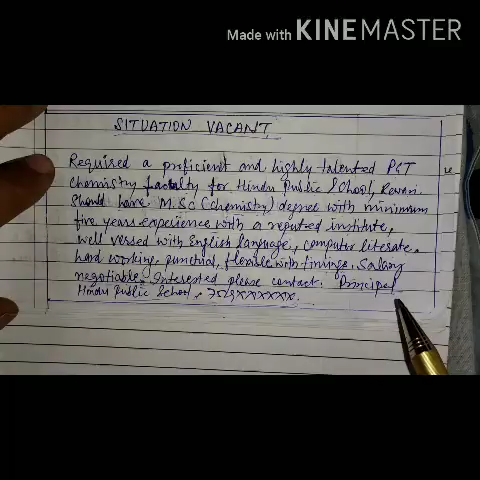 Made with KINEMASTER
SITUATION VACANT
Required a proficient and highly talented PGT
chemistry faculty for Hindu Public School, Rewari.
Should have M.Sc (chemistry) degree with minimum
five years experience with a reputed institute,
well versed with English language, computer literate,
hard working, punctual, flexible with timings. Salary
negotiable. Interested please contact. Principal
Hindu Public School,